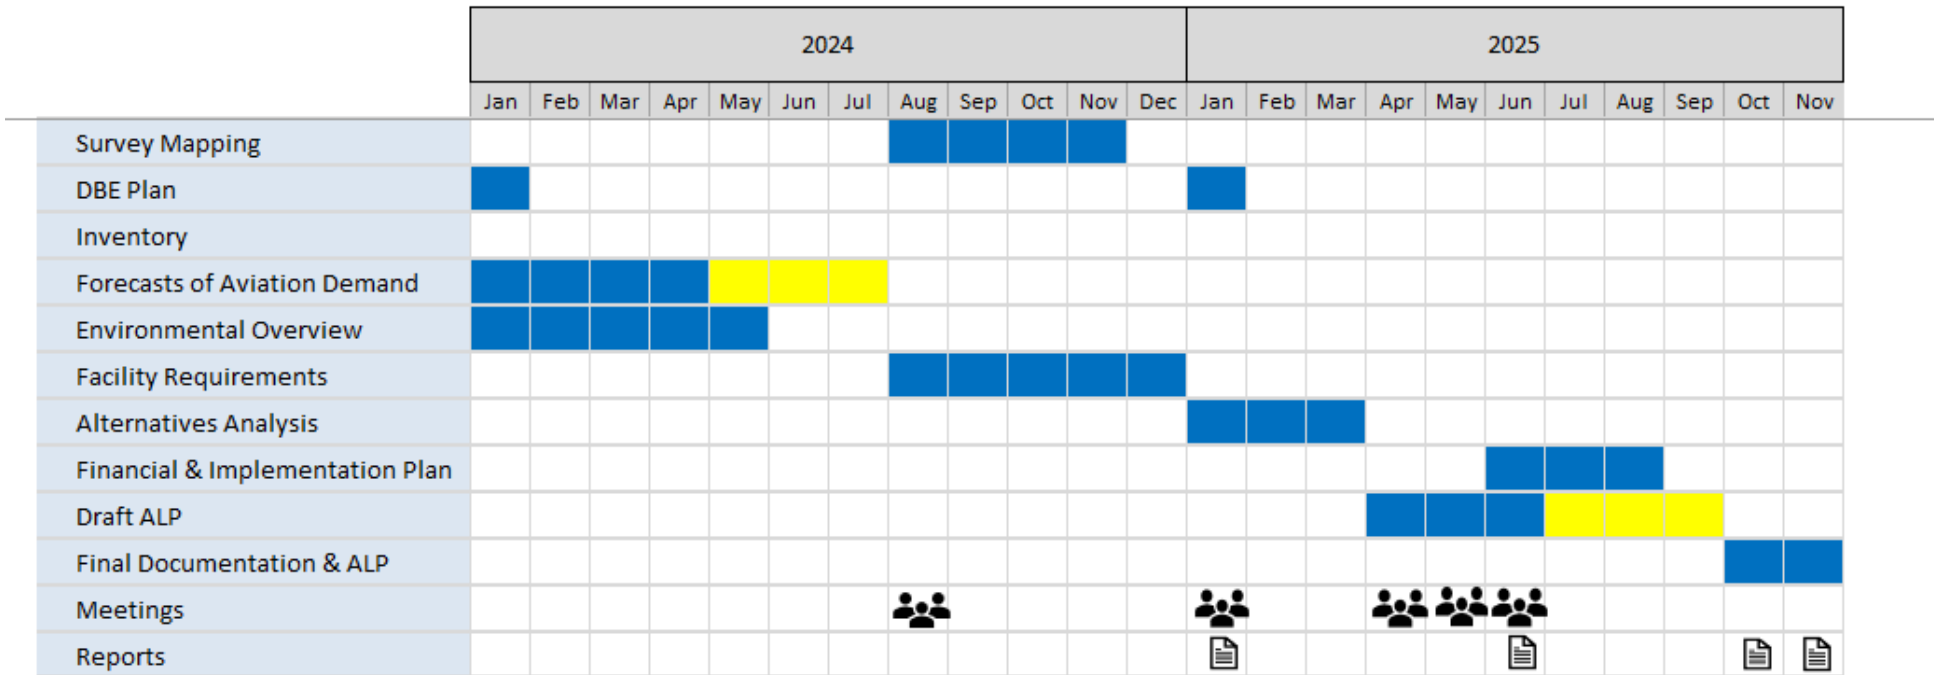 2024 2025
Jan Feb Mar Apr May Jun Jul Aug Sep Oct Nov Dec Jan Feb Mar Apr May Jun Jul Aug Sep Oct Nov
Survey Mapping
DBE Plan
Inventory
Forecasts of Aviation Demand
Environmental Overview
Facility Requirements
Alternatives Analysis
Financial & Implementation Plan
Draft ALP
Final Documentation & ALP
Meetings
Reports